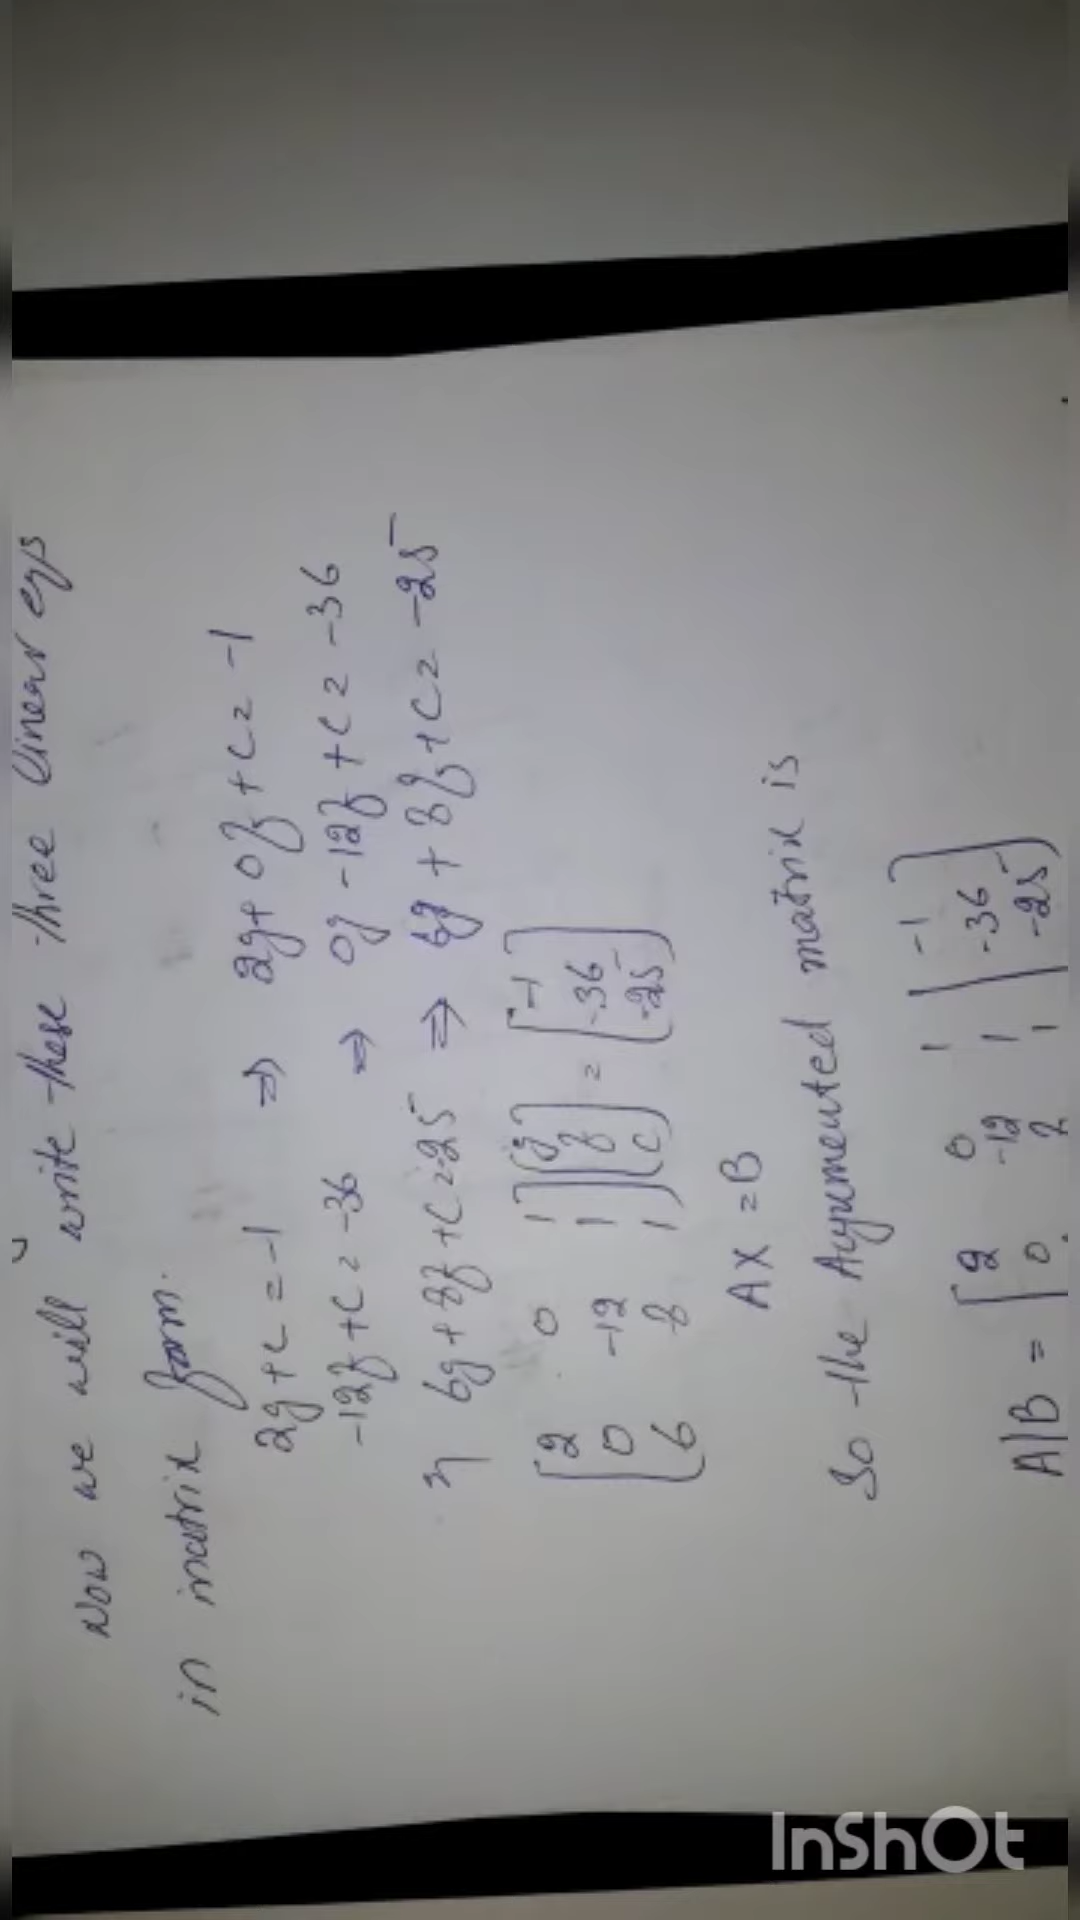 Now we will write these three linear eqs
in matrix form.
2g + c = -1 ⇒ 2g + 0f + c = -1
-12f + c = -36 ⇒ 0g - 12f + c = -36
6g + 8f + c = -25 ⇒ 6g + 8f + c = -25
[2 0 1] [g] = [-1]
[0 -12 1] [f] [-36]
[6 8 1] [c] [-25]
AX = B
So the Augumented matrix is
A|B = [2 0 1 | -1]
[0 -12 1 | -36]
8 1 | -25]
InShOt